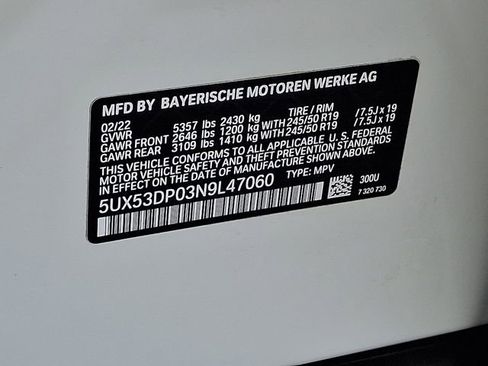 MFD BY BAYERISCHE MOTOREN WERKE AG
02/22 5357 lbs 2430 kg TIRE / RIM
GVWR
GAWR FRONT 2646 lbs 1200 kg WITH 245/50 R19 / 7.5J x 19
GAWR REAR 3109 lbs 1410 kg WITH 245/50 R19 / 7.5J x 19
THIS VEHICLE CONFORMS TO ALL APPLICABLE U. S. FEDERAL
MOTOR VEHICLE SAFETY, BUMPER, AND THEFT PREVENTION
STANDARDS IN EFFECT ON THE DATE OF MANUFACTURE SHOWN ABOVE.
5UX53DP03N9L47060 TYPE: MPV
300U
7 320 730